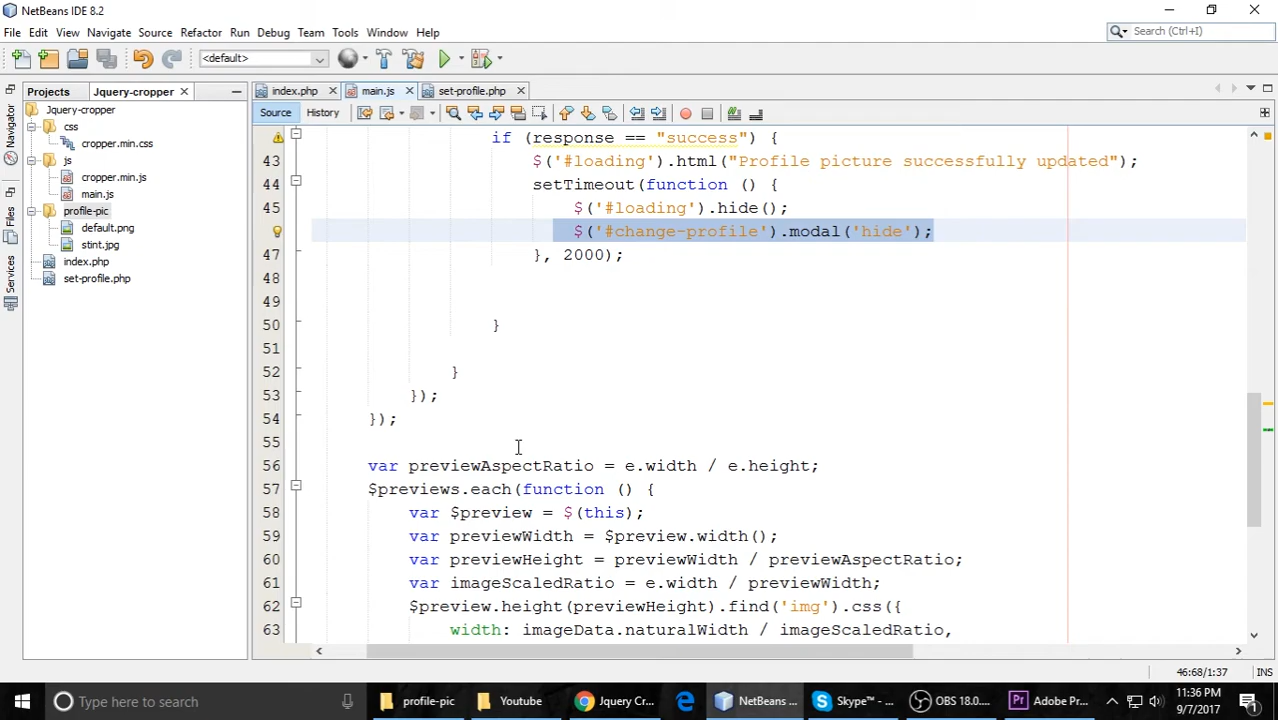 NetBeans IDE 8.2
File Edit View Navigate Source Refactor Run Debug Team Tools Window Help
Search (Ctrl+I)
<default>
Projects Jquery-cropper
index.php main.js set-profile.php
Source History
Navigator
Files
Services
Jquery-cropper
css
cropper.min.css
js
cropper.min.js
main.js
profile-pic
default.png
stint.jpg
index.php
set-profile.php
if (response == "success") {
43 $('#loading').html("Profile picture successfully updated");
44 setTimeout(function () {
45 $('#loading').hide();
$('#change-profile').modal('hide');
47 }, 2000);
48
49
50 }
51
52 }
53 });
54 });
55
56 var previewAspectRatio = e.width / e.height;
57 $previews.each(function () {
58 var $preview = $(this);
59 var previewWidth = $preview.width();
60 var previewHeight = previewWidth / previewAspectRatio;
61 var imageScaledRatio = e.width / previewWidth;
62 $preview.height(previewHeight).find('img').css({
63 width: imageData.naturalWidth / imageScaledRatio,
46:68/1:37 INS
Type here to search
profile-pic
Youtube
Jquery Cr...
NetBeans ...
Skype™ - ...
OBS 18.0....
Adobe Pr...
11:36 PM
9/7/2017
1